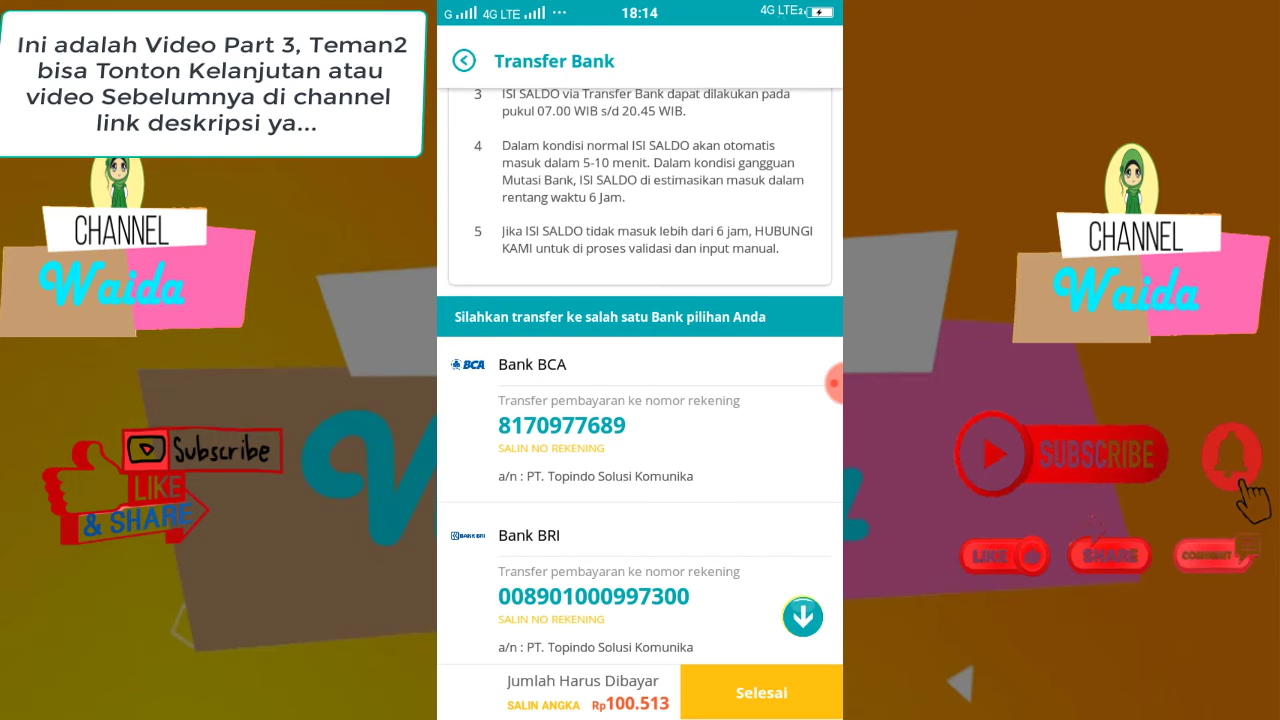 Ini adalah Video Part 3, Teman2
bisa Tonton Kelanjutan atau
video Sebelumnya di channel
link deskripsi ya...
CHANNEL
Waida
Subscribe
LIKE
& SHARE
G 4G LTE ... 18:14 4G LTE2+
Transfer Bank
3 ISI SALDO via Transfer Bank dapat dilakukan pada
pukul 07.00 WIB s/d 20.45 WIB.
4 Dalam kondisi normal ISI SALDO akan otomatis
masuk dalam 5-10 menit. Dalam kondisi gangguan
Mutasi Bank, ISI SALDO di estimasikan masuk dalam
rentang waktu 6 Jam.
5 Jika ISI SALDO tidak masuk lebih dari 6 jam, HUBUNGI
KAMI untuk di proses validasi dan input manual.
Silahkan transfer ke salah satu Bank pilihan Anda
BCA Bank BCA
Transfer pembayaran ke nomor rekening
8170977689
SALIN NO REKENING
a/n : PT. Topindo Solusi Komunika
BANK BRI Bank BRI
Transfer pembayaran ke nomor rekening
008901000997300
SALIN NO REKENING
a/n : PT. Topindo Solusi Komunika
Jumlah Harus Dibayar
SALIN ANGKA Rp100.513
Selesai
CHANNEL
Waida
SUBSCRIBE
LIKE SHARE COMMENT